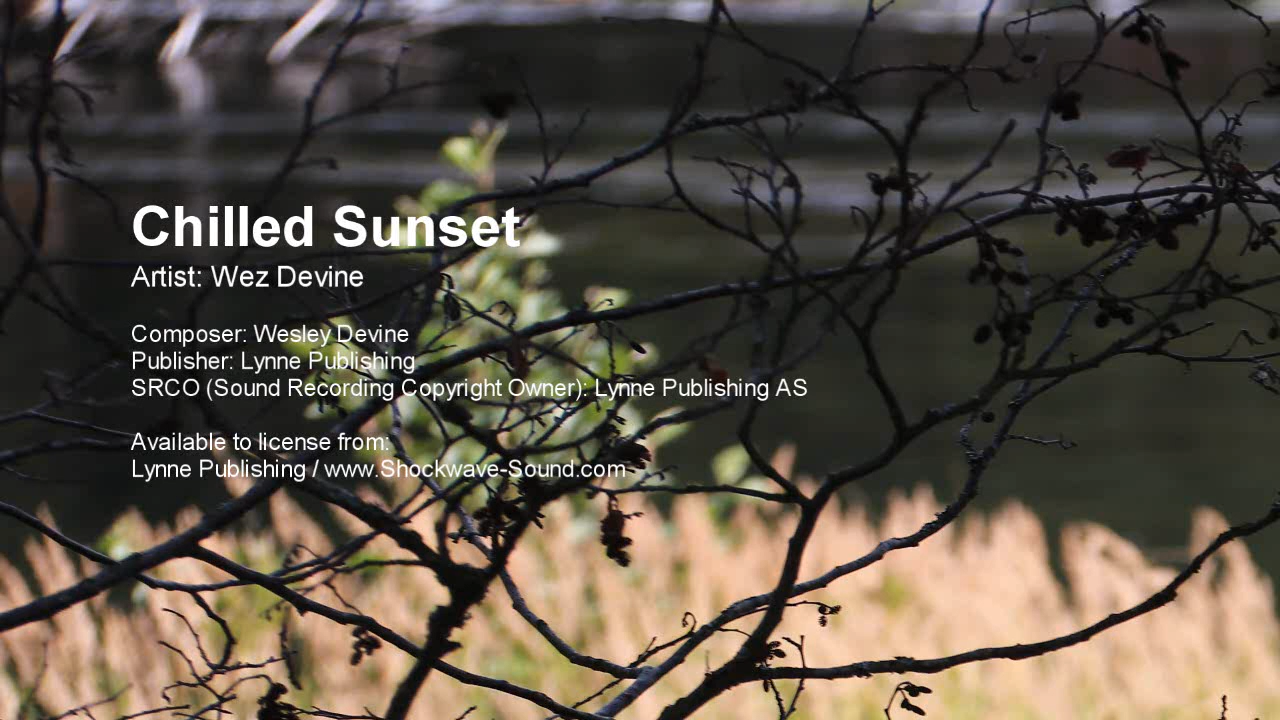 Chilled Sunset
Artist: Wez Devine
Composer: Wesley Devine
Publisher: Lynne Publishing
SRCO (Sound Recording Copyright Owner): Lynne Publishing AS
Available to license from:
Lynne Publishing / www.Shockwave-Sound.com